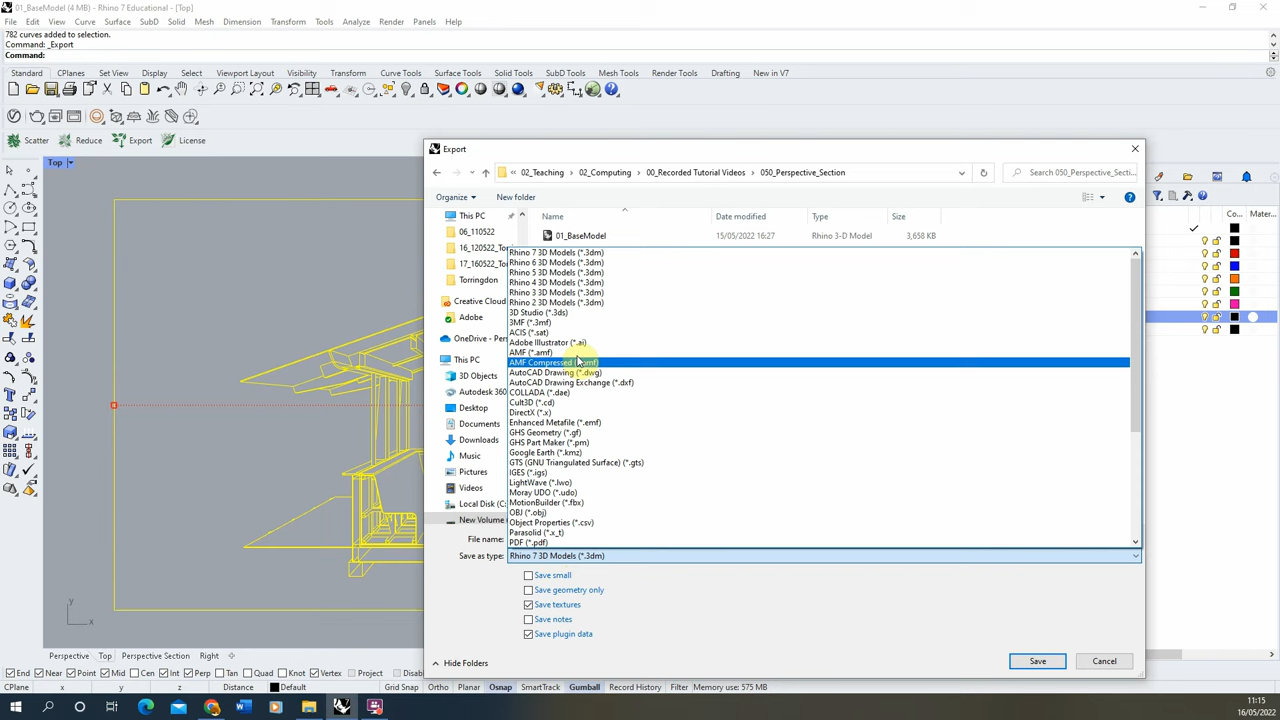 01_BaseModel (4 MB) - Rhino 7 Educational - [Top]
File Edit View Curve Surface SubD Solid Mesh Dimension Transform Tools Analyze Render Panels Help
782 curves added to selection.
Command: _Export
Command:
Standard CPlanes Set View Display Select Viewport Layout Visibility Transform Curve Tools Surface Tools Solid Tools SubD Tools Mesh Tools Render Tools Drafting New in V7
Scatter Reduce Export License
Top
Export
« 02_Teaching > 02_Computing > 00_Recorded Tutorial Videos > 050_Perspective_Section
Search 050_Perspective_Section
Organize New folder
Name Date modified Type Size
01_BaseModel 15/05/2022 16:27 Rhino 3-D Model 3,658 KB
This PC
06_110522
16_120522_To
17_160522_To
Torringdon
Creative Cloud
Adobe
OneDrive - Pers
This PC
3D Objects
Autodesk 360
Desktop
Documents
Downloads
Music
Pictures
Videos
Local Disk (C:
New Volume
Rhino 7 3D Models (*.3dm)
Rhino 6 3D Models (*.3dm)
Rhino 5 3D Models (*.3dm)
Rhino 4 3D Models (*.3dm)
Rhino 3 3D Models (*.3dm)
Rhino 2 3D Models (*.3dm)
3D Studio (*.3ds)
3MF (*.3mf)
ACIS (*.sat)
Adobe Illustrator (*.ai)
AMF (*.amf)
AMF Compressed
AutoCAD Drawing (*.dwg)
AutoCAD Drawing Exchange (*.dxf)
COLLADA (*.dae)
Cult3D (*.cd)
DirectX (*.x)
Enhanced Metafile (*.emf)
GHS Geometry (*.gf)
GHS Part Maker (*.pm)
Google Earth (*.kmz)
GTS (GNU Triangulated Surface) (*.gts)
IGES (*.igs)
LightWave (*.lwo)
Moray UDO (*.udo)
MotionBuilder (*.fbx)
OBJ (*.obj)
Object Properties (*.csv)
Parasolid (*.x_t)
PDF (*.pdf)
File name:
Save as type: Rhino 7 3D Models (*.3dm)
Save small
Save geometry only
Save textures
Save notes
Save plugin data
Hide Folders
Save Cancel
Co... Mater...
y
x
Perspective Top Perspective Section Right
End Near Point Mid Cen Int Perp Tan Quad Knot Vertex Project Disab
CPlane x y z Distance Default Grid Snap Ortho Planar Osnap SmartTrack Gumball Record History Filter Memory use: 575 MB
11:15
16/05/2022